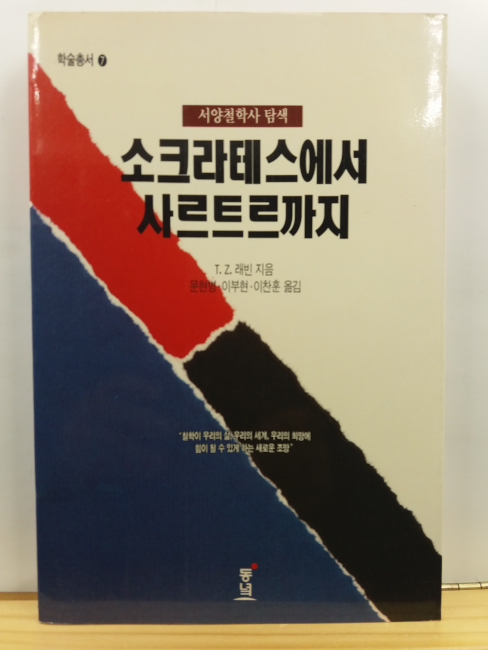 학술총서 7
서양철학사 탐색
소크라테스에서
사르트르까지
T. Z. 래빈 지음
문현병·이부현·이찬훈 옮김
"철학이 우리의 삶, 우리의 세계, 우리의 희망에
힘이 될 수 있게 하는 새로운 조망"
동녘